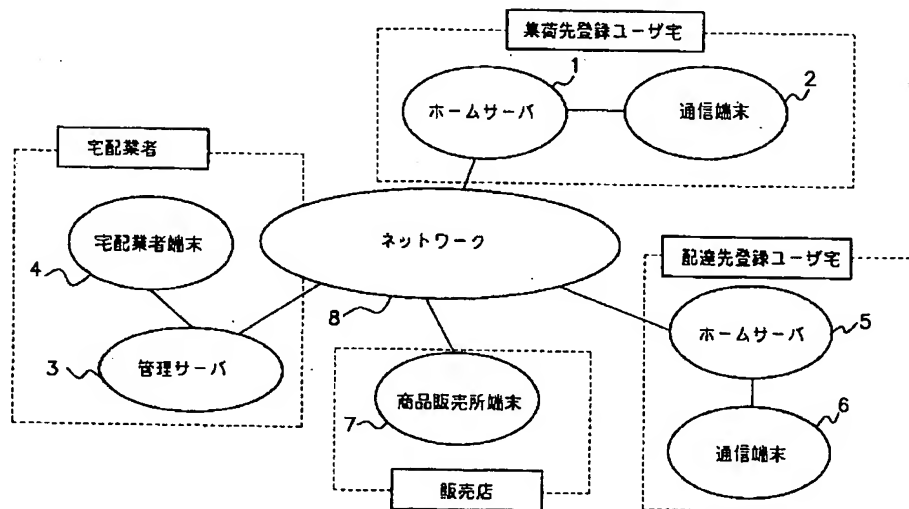 集荷先登録ユーザ宅
1
ホームサーバ
2
通信端末
宅配業者
宅配業者端末
4
ネットワーク
8
配達先登録ユーザ宅
ホームサーバ
5
3
管理サーバ
商品販売所端末
7
6
通信端末
販売店